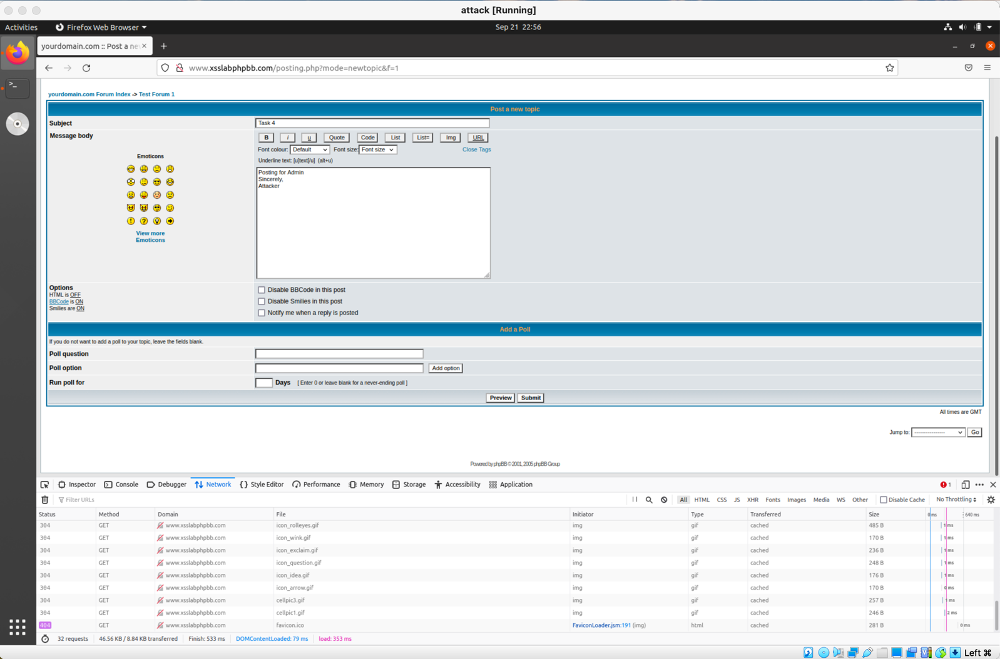 attack [Running]
Activities
Firefox Web Browser
Sep 21 22:56
yourdomain.com :: Post a ne
www.xsslabphpbb.com/posting.php?mode=newtopic&f=1
yourdomain.com Forum Index -> Test Forum 1
Post a new topic
Subject
Task 4
Message body
B i u Quote Code List List= Img URL
Font colour: Default Font size: Font size Close Tags
Underline text: [u]text[/u] (alt+u)
Emoticons
View more
Emoticons
Posting for Admin
Sincerely,
Attacker
Options
HTML is OFF
BBCode is ON
Smilies are ON
Disable BBCode in this post
Disable Smilies in this post
Notify me when a reply is posted
Add a Poll
If you do not want to add a poll to your topic, leave the fields blank.
Poll question
Poll option Add option
Run poll for Days [ Enter 0 or leave blank for a never-ending poll ]
Preview Submit
All times are GMT
Jump to: ---------------- Go
Powered by phpBB © 2001, 2005 phpBB Group
Inspector Console Debugger Network Style Editor Performance Memory Storage Accessibility Application 1
Filter URLs All HTML CSS JS XHR Fonts Images Media WS Other Disable Cache No Throttling
Status Method Domain File Initiator Type Transferred Size 0 ms 640 ms
304 GET www.xsslabphpbb.com icon_rolleyes.gif img gif cached 485 B 1 ms
304 GET www.xsslabphpbb.com icon_wink.gif img gif cached 170 B 1 ms
304 GET www.xsslabphpbb.com icon_exclaim.gif img gif cached 236 B 1 ms
304 GET www.xsslabphpbb.com icon_question.gif img gif cached 248 B 1 ms
304 GET www.xsslabphpbb.com icon_idea.gif img gif cached 176 B 1 ms
304 GET www.xsslabphpbb.com icon_arrow.gif img gif cached 170 B 0 ms
304 GET www.xsslabphpbb.com cellpic3.gif img gif cached 257 B 1 ms
304 GET www.xsslabphpbb.com cellpic1.gif img gif cached 246 B 2 ms
404 GET www.xsslabphpbb.com favicon.ico FaviconLoader.jsm:191 (img) html cached 281 B 0 ms
32 requests 46.56 KB / 8.84 KB transferred Finish: 533 ms DOMContentLoaded: 79 ms load: 353 ms
Left ⌘